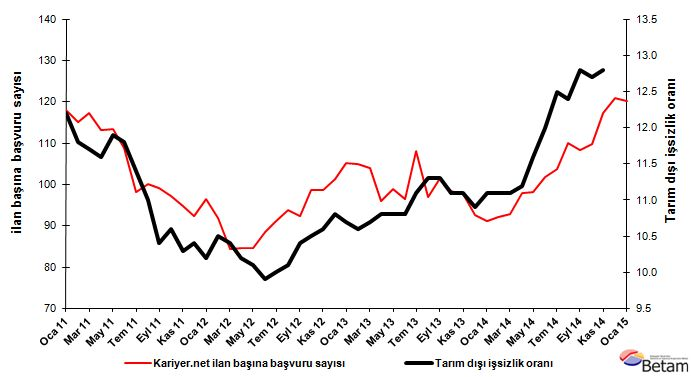 ilan başına başvuru sayısı
140
130
120
110
100
90
80
70
13.5
13.0
12.5
12.0
11.5
11.0
10.5
10.0
9.5
Tarım dışı işsizlik oranı
Oca 11
Mar 11
May 11
Tem 11
Eyl 11
Kas 11
Oca 12
Mar 12
May 12
Tem 12
Eyl 12
Kas 12
Oca 13
Mar 13
May 13
Tem 13
Eyl 13
Kas 13
Oca 14
Mar 14
May 14
Tem 14
Eyl 14
Kas 14
Oca 15
Kariyer.net ilan başına başvuru sayısı
Tarım dışı işsizlik oranı
Betam